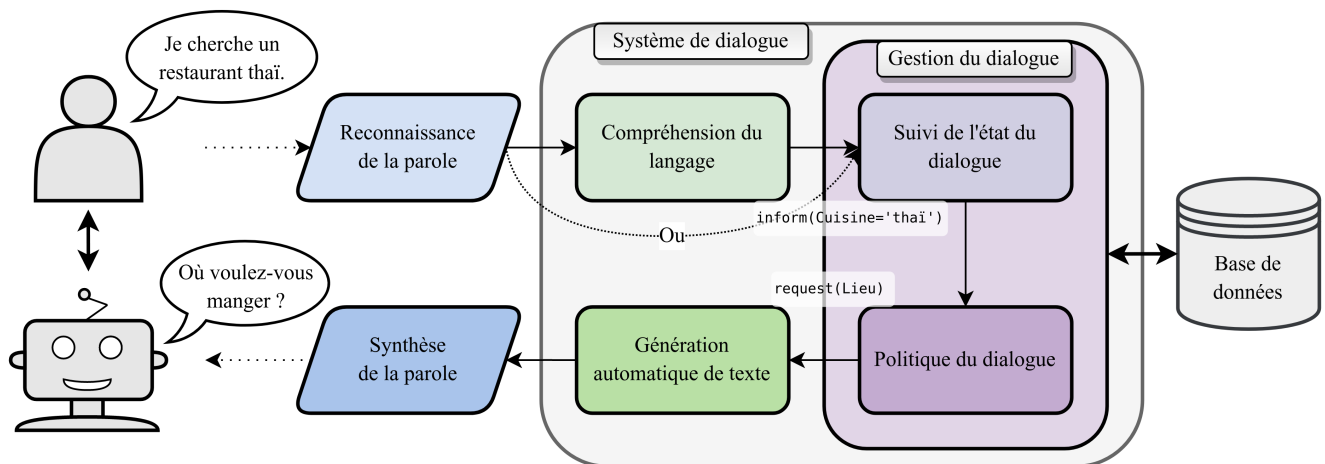 Je cherche un
restaurant thaï.
Système de dialogue
Gestion du dialogue
Reconnaissance
de la parole
Compréhension du
langage
Suivi de l'état du
dialogue
inform(Cuisine='thaï')
Ou
Base de
données
Où voulez-vous
manger ?
request(Lieu)
Synthèse
de la parole
Génération
automatique de texte
Politique du dialogue